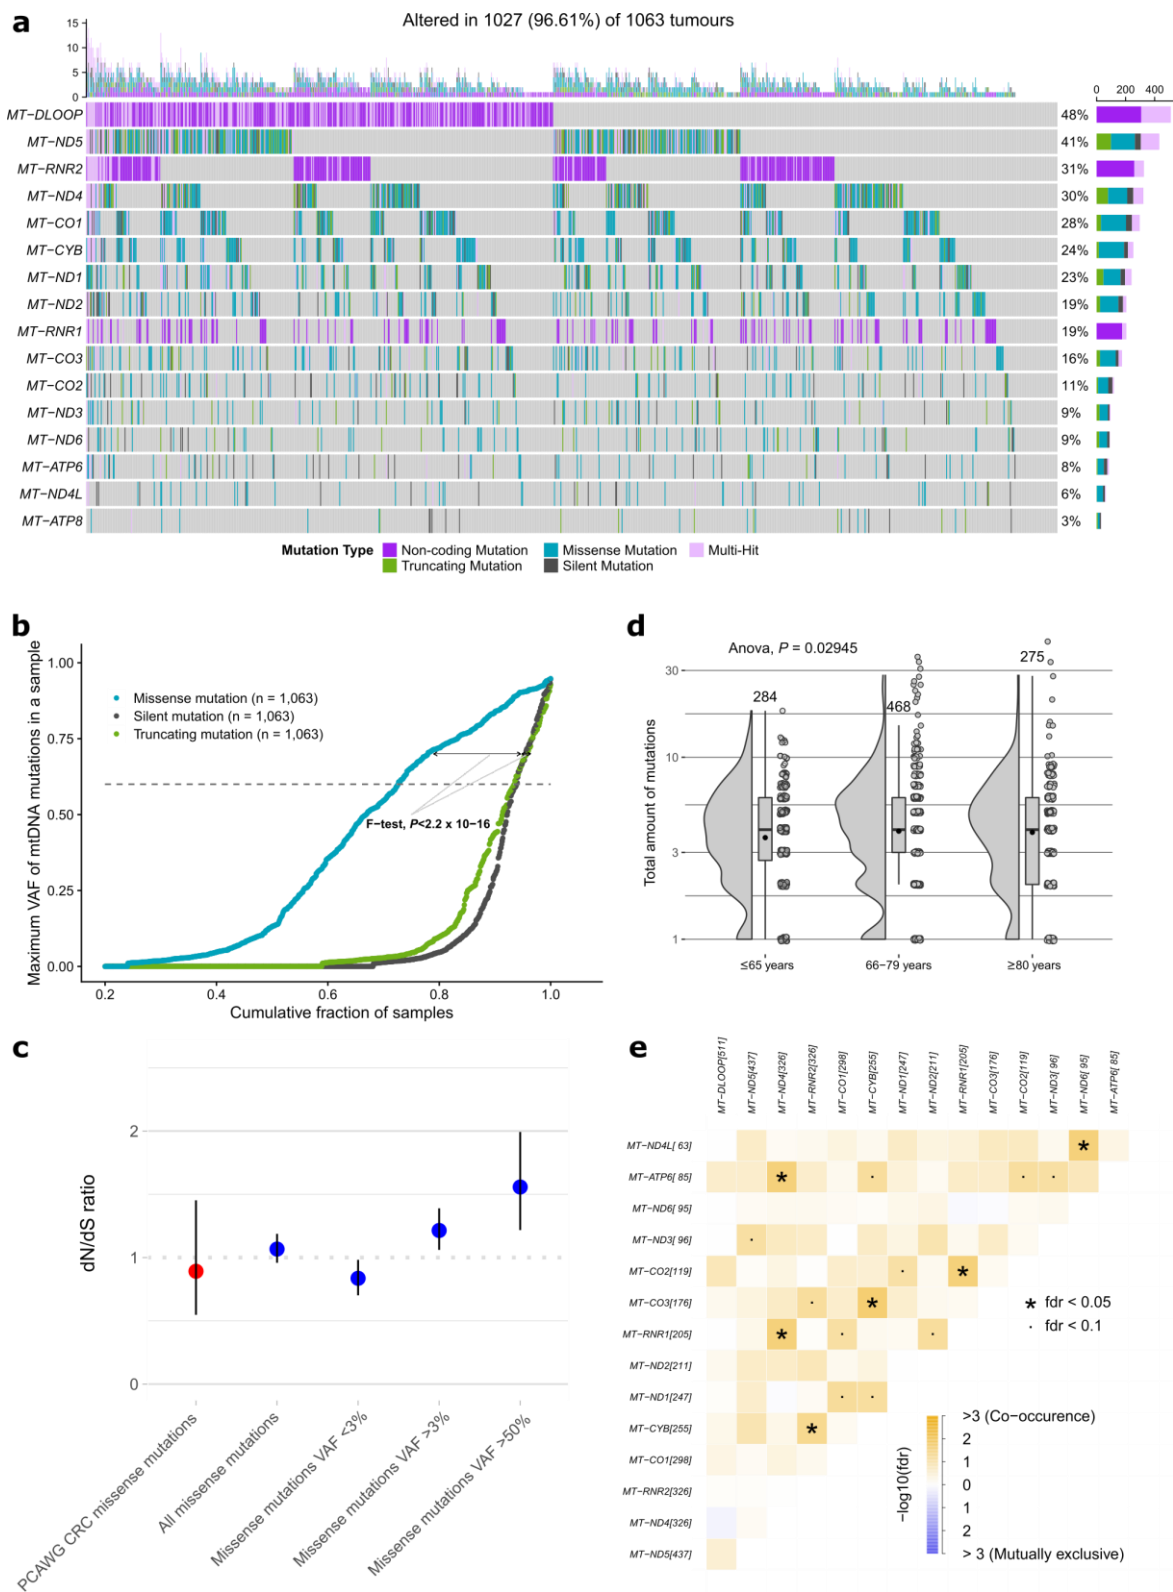 a
Altered in 1027 (96.61%) of 1063 tumours
15
10
5
0
0 200 400
MT−DLOOP 48%
MT−ND5 41%
MT−RNR2 31%
MT−ND4 30%
MT−CO1 28%
MT−CYB 24%
MT−ND1 23%
MT−ND2 19%
MT−RNR1 19%
MT−CO3 16%
MT−CO2 11%
MT−ND3 9%
MT−ND6 9%
MT−ATP6 8%
MT−ND4L 6%
MT−ATP8 3%
Mutation Type Non−coding Mutation Missense Mutation Multi−Hit
Truncating Mutation Silent Mutation
b
Maximum VAF of mtDNA mutations in a sample
1.00
0.75
0.50
0.25
0.00
Missense mutation (n = 1,063)
Silent mutation (n = 1,063)
Truncating mutation (n = 1,063)
F−test, P<2.2 x 10−16
0.2 0.4 0.6 0.8 1.0
Cumulative fraction of samples
d
Total amount of mutations
Anova, P = 0.02945
30
10
3
1
284
468
275
≤65 years 66−79 years ≥80 years
c
dN/dS ratio
2
1
0
PCAWG CRC missense mutations
All missense mutations
Missense mutations VAF <3%
Missense mutations VAF >3%
Missense mutations VAF >50%
e
MT−DLOOP[511]
MT−ND5[437]
MT−ND4[326]
MT−RNR2[326]
MT−CO1[298]
MT−CYB[255]
MT−ND1[247]
MT−ND2[211]
MT−RNR1[205]
MT−CO3[176]
MT−CO2[119]
MT−ND3[ 96]
MT−ND6[ 95]
MT−ATP6[ 85]
MT−ND4L[ 63]
MT−ATP6[ 85]
MT−ND6[ 95]
MT−ND3[ 96]
MT−CO2[119]
MT−CO3[176]
MT−RNR1[205]
MT−ND2[211]
MT−ND1[247]
MT−CYB[255]
MT−CO1[298]
MT−RNR2[326]
MT−ND4[326]
MT−ND5[437]
* fdr < 0.05
· fdr < 0.1
−log10(fdr)
>3 (Co−occurence)
2
1
0
1
2
> 3 (Mutually exclusive)